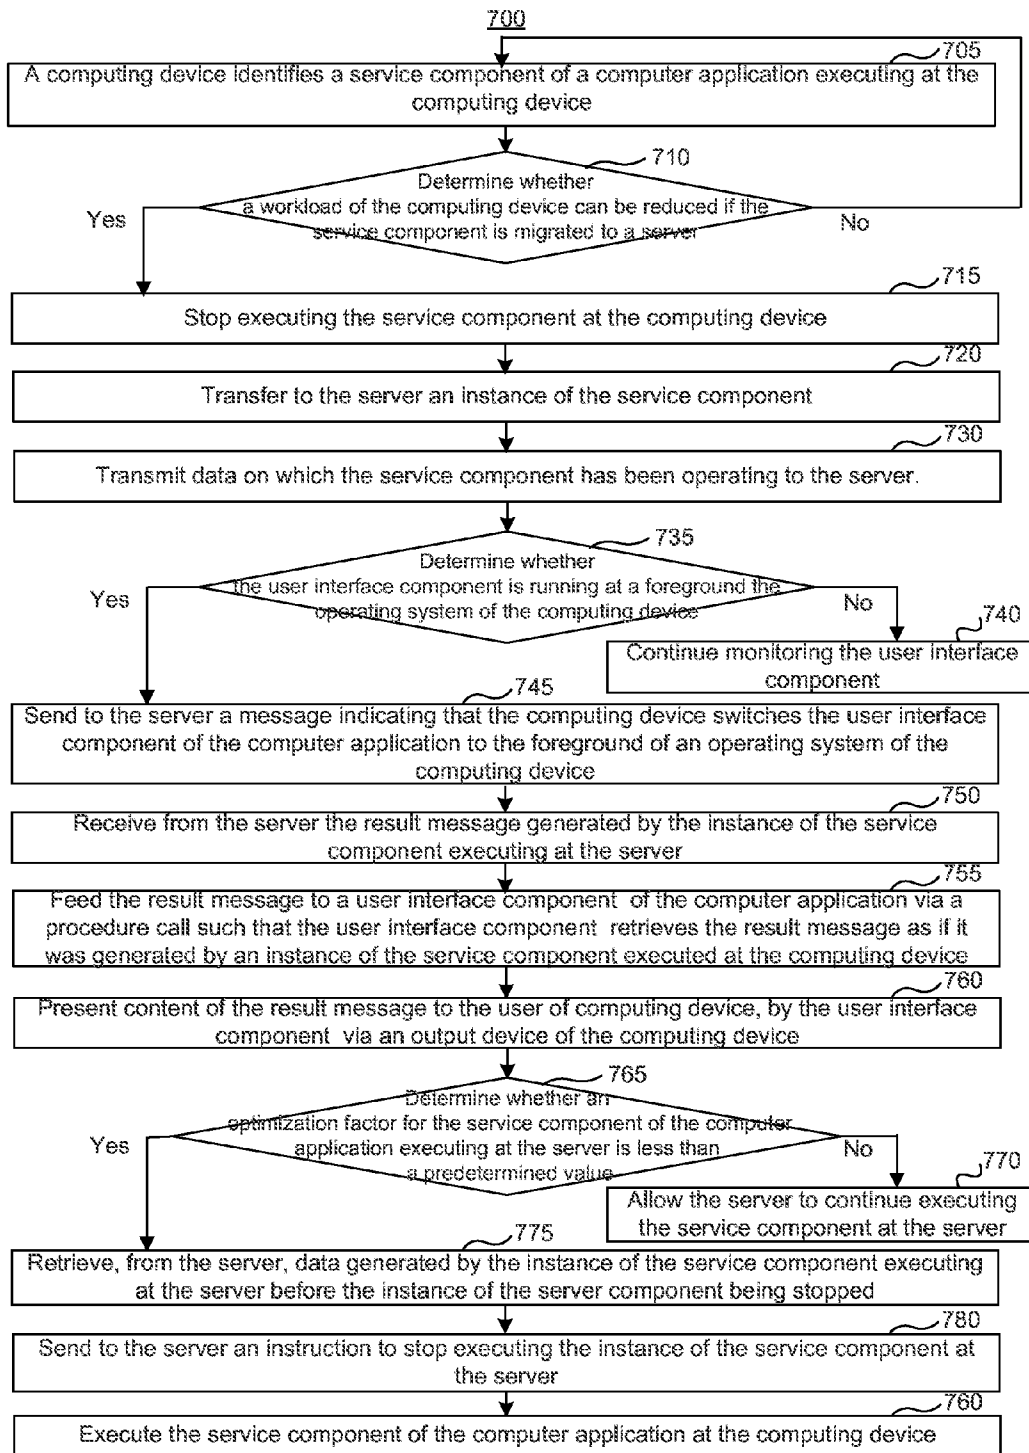 700
705
A computing device identifies a service component of a computer application executing at the
computing device
710
Determine whether
a workload of the computing device can be reduced if the
service component is migrated to a server
Yes
No
715
Stop executing the service component at the computing device
720
Transfer to the server an instance of the service component
730
Transmit data on which the service component has been operating to the server.
735
Determine whether
the user interface component is running at a foreground the
operating system of the computing device
Yes
No
740
Continue monitoring the user interface
component
745
Send to the server a message indicating that the computing device switches the user interface
component of the computer application to the foreground of an operating system of the
computing device
750
Receive from the server the result message generated by the instance of the service
component executing at the server
755
Feed the result message to a user interface component of the computer application via a
procedure call such that the user interface component retrieves the result message as if it
was generated by an instance of the service component executed at the computing device
760
Present content of the result message to the user of computing device, by the user interface
component via an output device of the computing device
765
Determine whether an
optimization factor for the service component of the computer
application executing at the server is less than
a predetermined value
Yes
No
770
Allow the server to continue executing
the service component at the server
775
Retrieve, from the server, data generated by the instance of the service component executing
at the server before the instance of the server component being stopped
780
Send to the server an instruction to stop executing the instance of the service component at
the server
760
Execute the service component of the computer application at the computing device